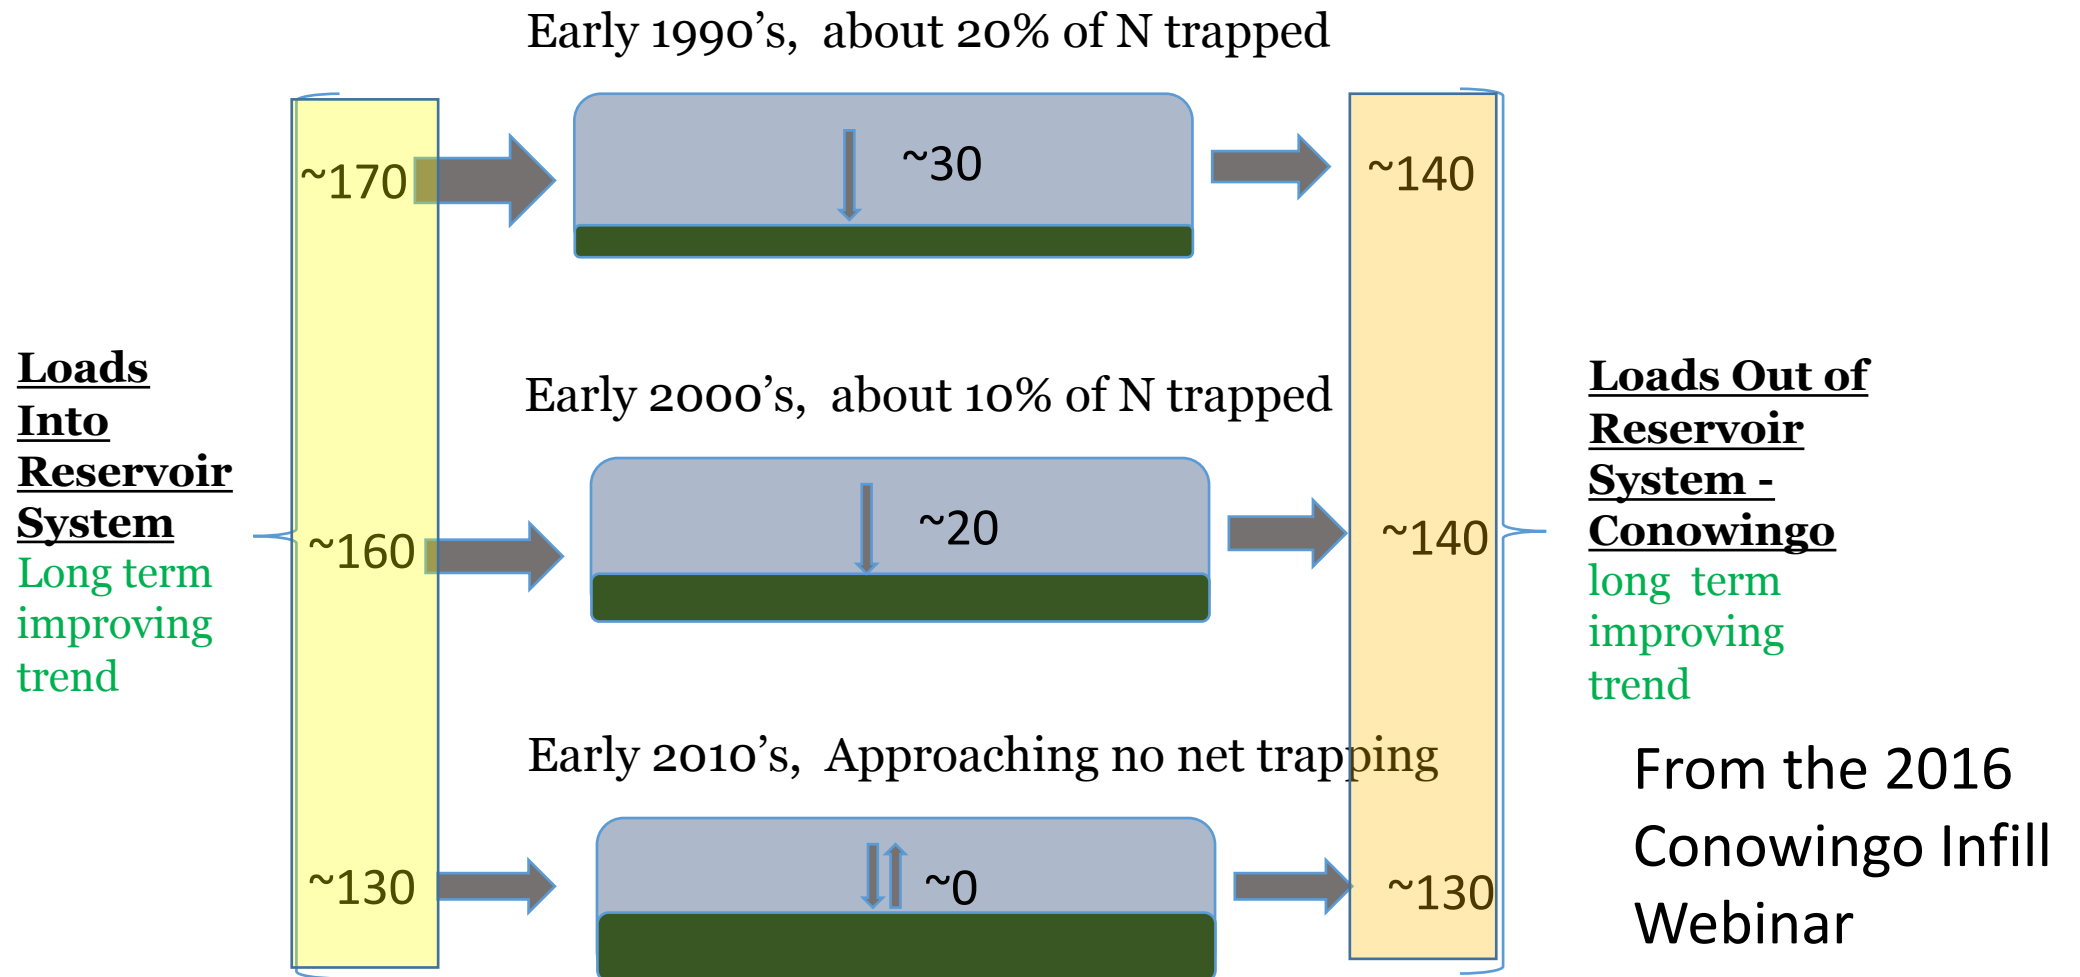 Early 1990’s,  about 20% of N trapped
~170
~30
~140
Loads
Into
Reservoir
System
Long term
improving
trend
Early 2000’s,  about 10% of N trapped
~160
~20
~140
Loads Out of
Reservoir
System -
Conowingo
long  term
improving
trend
Early 2010’s,  Approaching no net trapping
~130
~0
~130
From the 2016
Conowingo Infill
Webinar